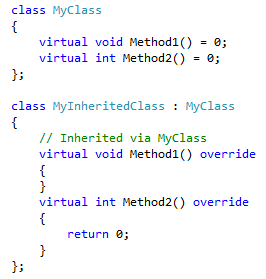 class MyClass
{
    virtual void Method1() = 0;
    virtual int Method2() = 0;
};

class MyInheritedClass : MyClass
{
    // Inherited via MyClass
    virtual void Method1() override
    {
    }
    virtual int Method2() override
    {
        return 0;
    }
};